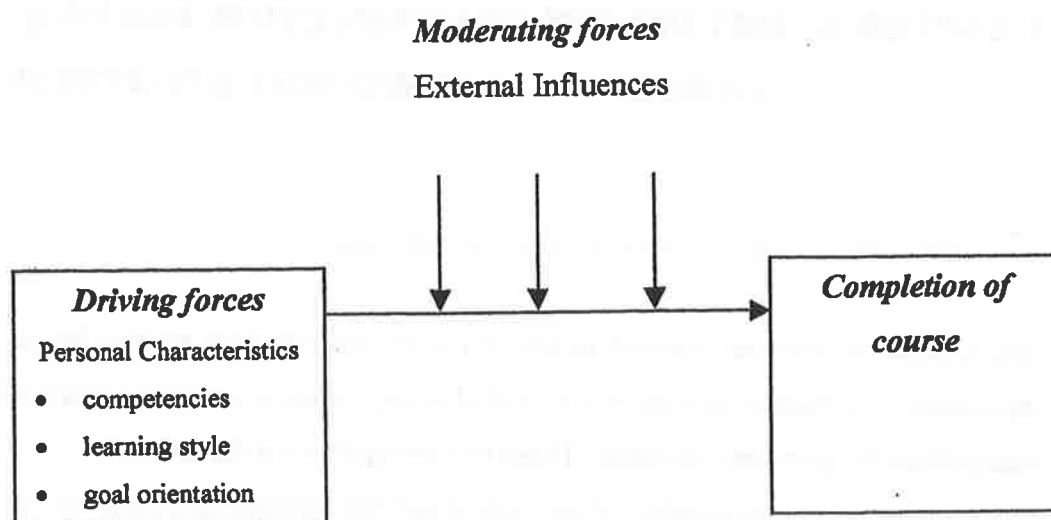 Moderating forces
External Influences
Driving forces
Personal Characteristics
• competencies
• learning style
• goal orientation
Completion of
course